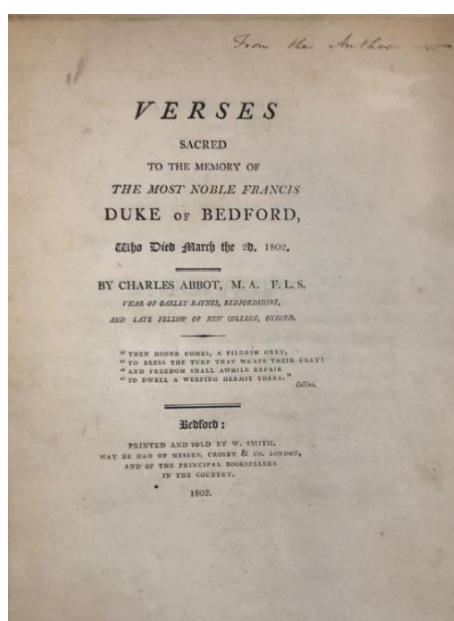 From the Author
VERSES
SACRED
TO THE MEMORY OF
THE MOST NOBLE FRANCIS
DUKE OF BEDFORD,
Who Died March the 2d. 1802.
BY CHARLES ABBOT, M. A. F. L. S.
VICAR OF OAKLEY RAYNES, BEDFORDSHIRE,
AND LATE FELLOW OF NEW COLLEGE, OXFORD.
"THEN HONOR COMES, A PILGRIM GREY,
"TO BLESS THE TURF THAT WRAPS THEIR CLAY!
"AND FREEDOM SHALL AWHILE REPAIR
"TO DWELL A WEEPING HERMIT THERE."
Collins.
Bedford:
PRINTED AND SOLD BY W. SMITH.
MAY BE HAD OF MESSRS. CROSBY & CO. LONDON,
AND OF THE PRINCIPAL BOOKSELLERS
IN THE COUNTRY.
1802.